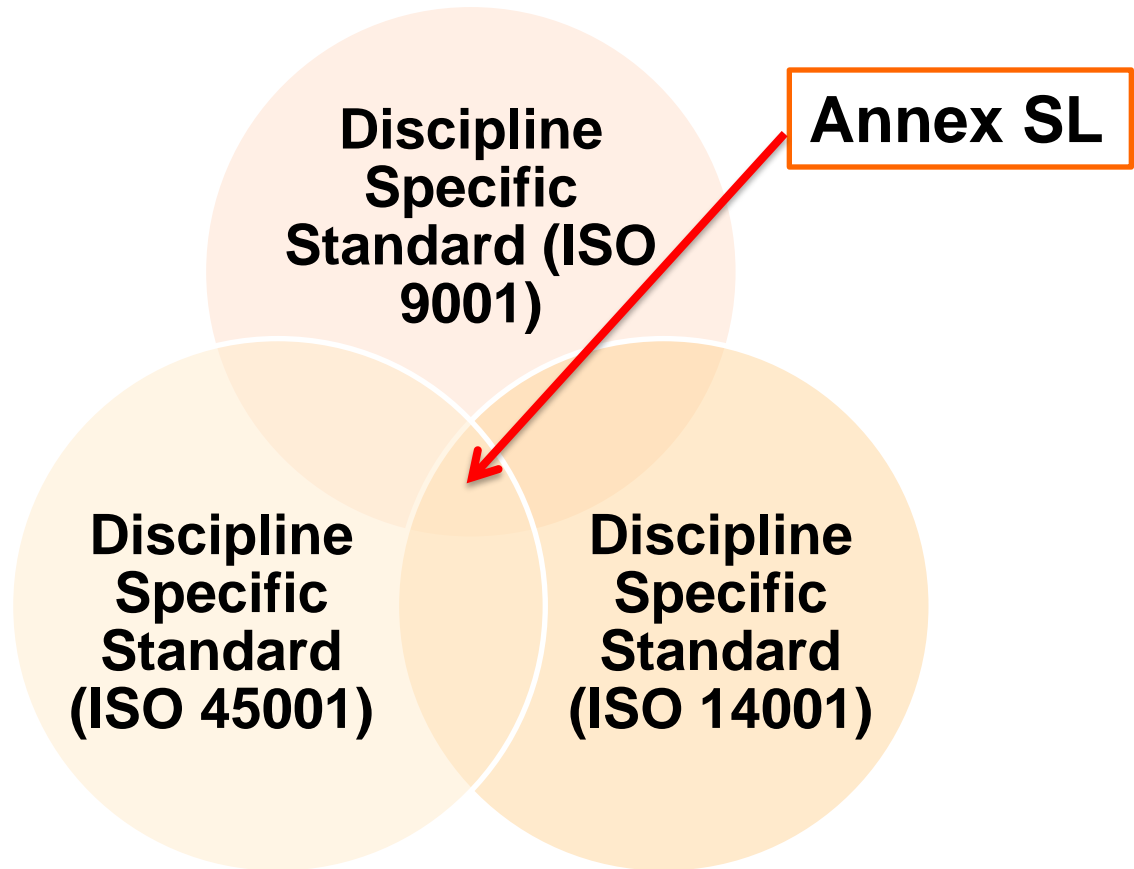 Discipline
Specific
Standard (ISO
9001)
Annex SL
Discipline
Specific
Standard
(ISO 45001)
Discipline
Specific
Standard
(ISO 14001)